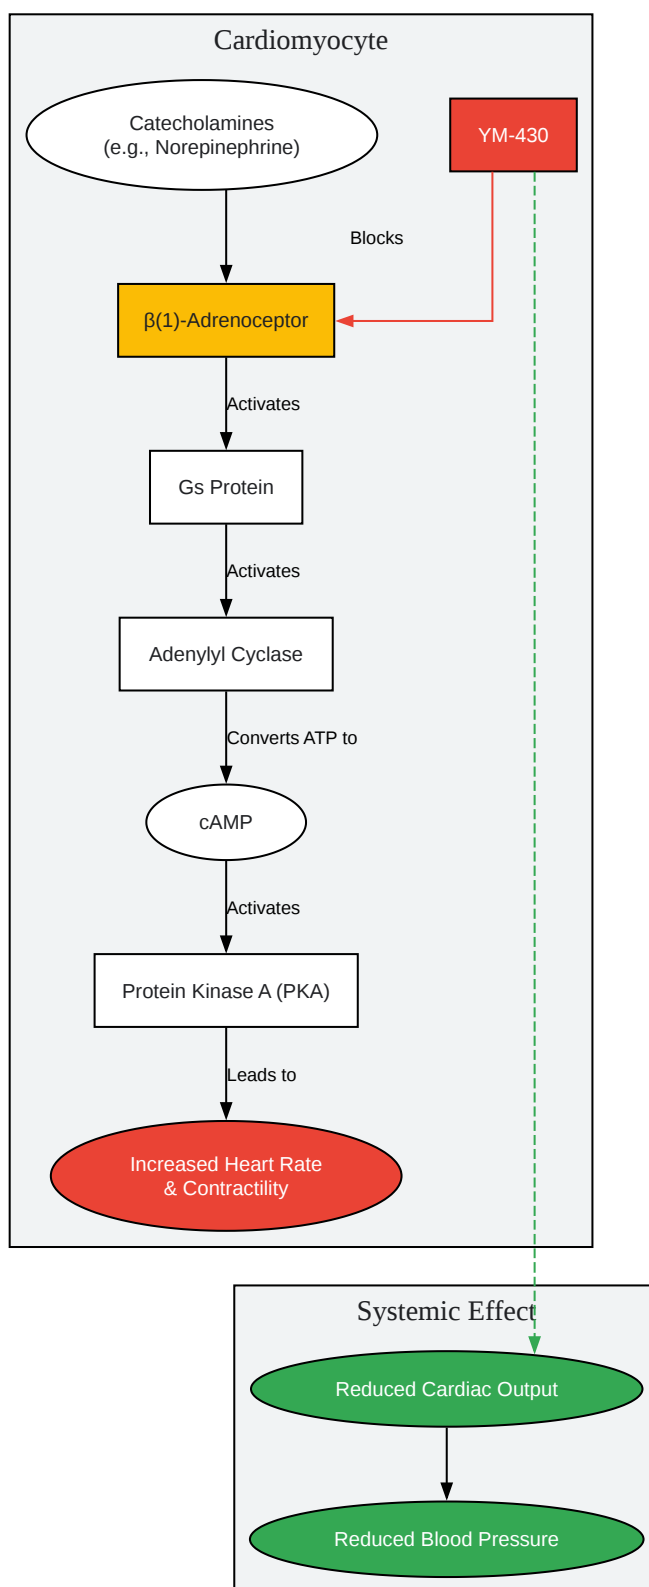 Cardiomyocyte
Catecholamines
(e.g., Norepinephrine)
YM-430
Blocks
β(1)-Adrenoceptor
Activates
Gs Protein
Activates
Adenylyl Cyclase
Converts ATP to
cAMP
Activates
Protein Kinase A (PKA)
Leads to
Increased Heart Rate
& Contractility
Systemic Effect
Reduced Cardiac Output
Reduced Blood Pressure